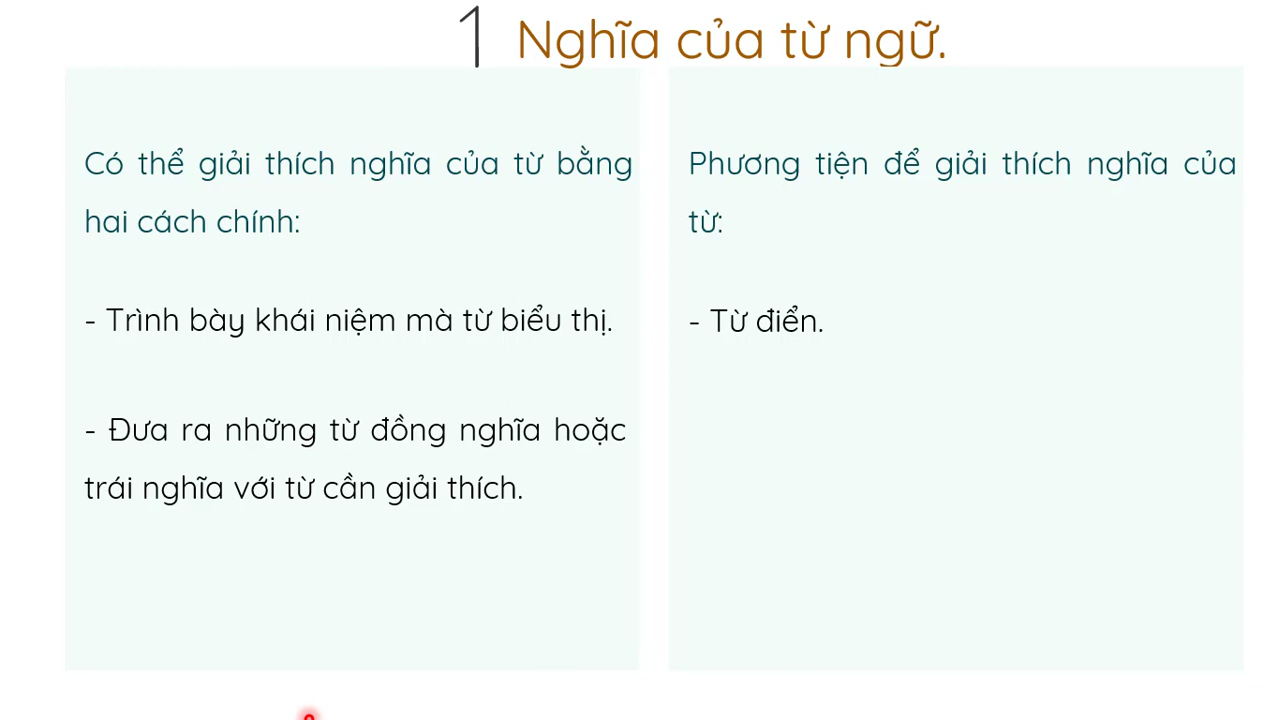 1 Nghĩa của từ ngữ.
Có thể giải thích nghĩa của từ bằng
hai cách chính:
- Trình bày khái niệm mà từ biểu thị.
- Đưa ra những từ đồng nghĩa hoặc
trái nghĩa với từ cần giải thích.
Phương tiện để giải thích nghĩa của
từ:
- Từ điển.